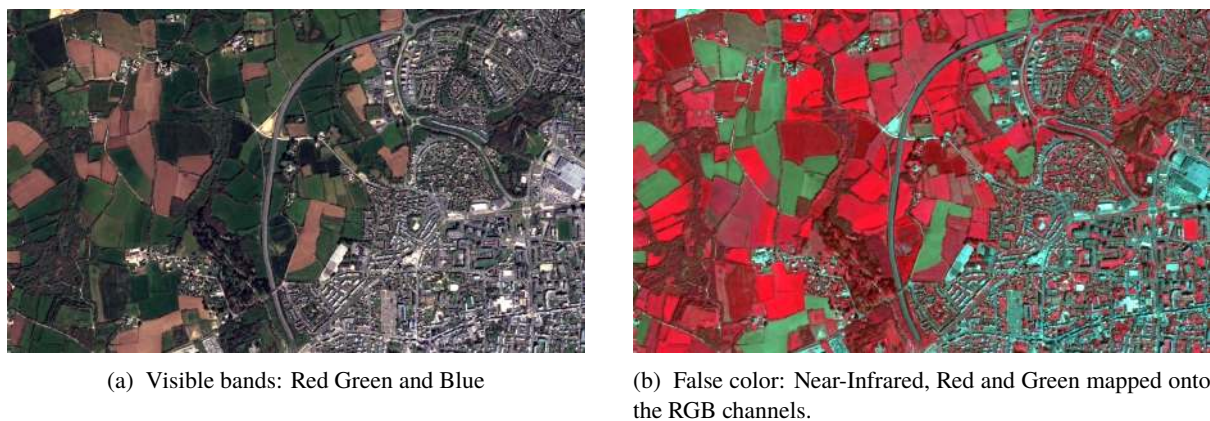 (a) Visible bands: Red Green and Blue
(b) False color: Near-Infrared, Red and Green mapped onto
the RGB channels.